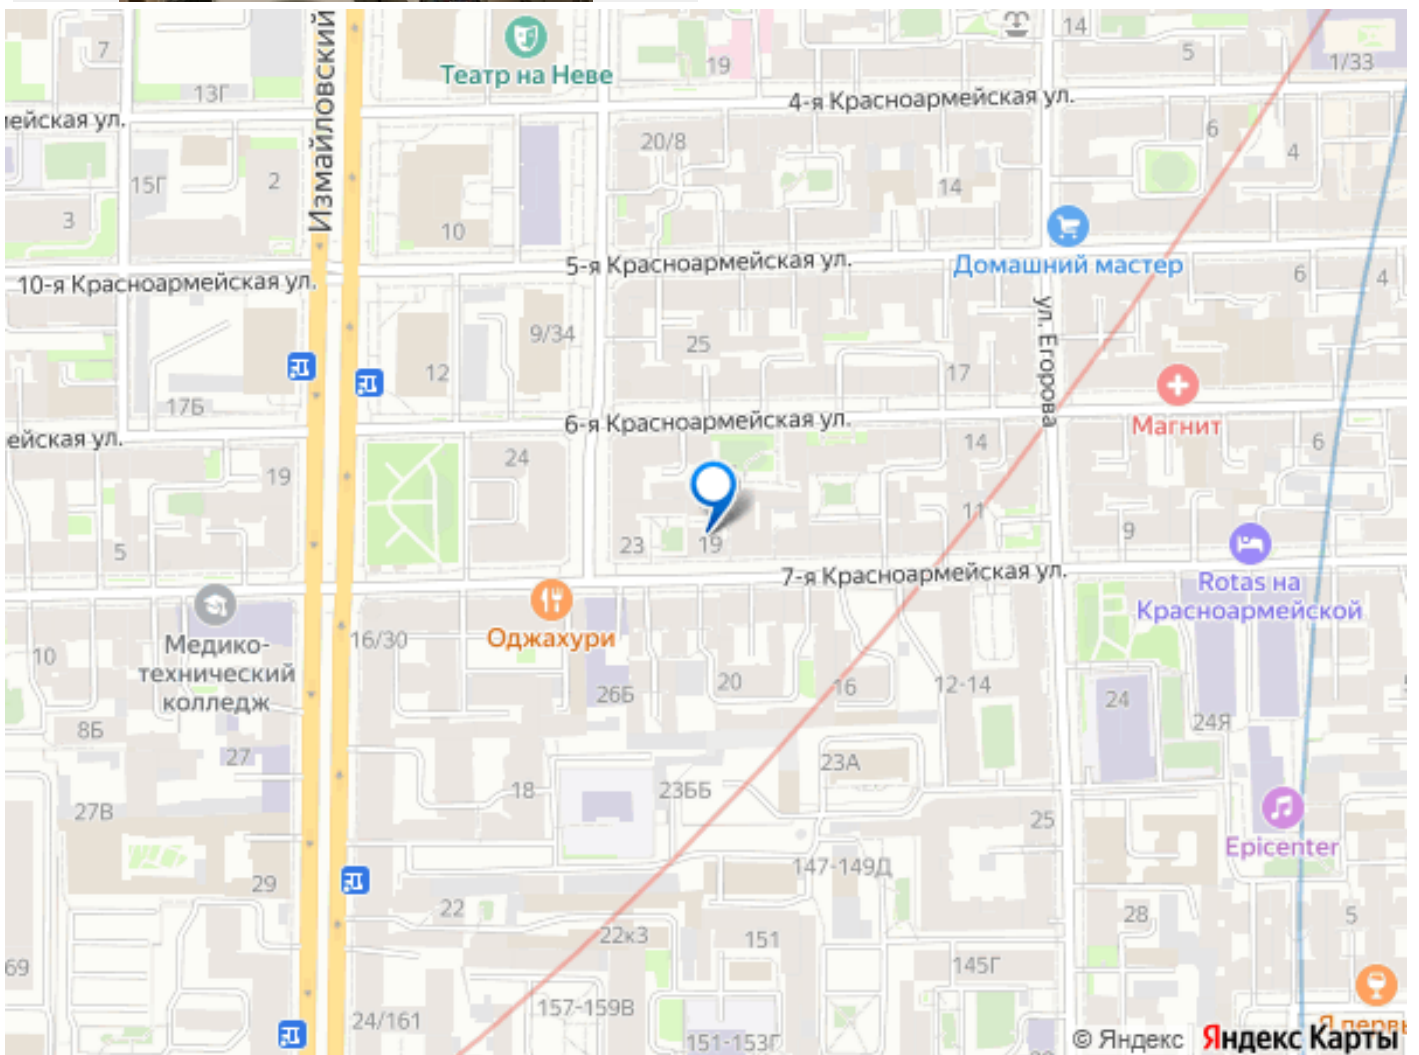 7
Театр на Неве
19
14
5
1/33
13Г
4-я Красноармейская ул.
ейская ул.
Измайловский
20/8
6
4
15Г
2
14
3
10
5-я Красноармейская ул.
Домашний мастер
10-я Красноармейская ул.
6
4
9/34
25
ул. Егорова
12
17
17Б
6-я Красноармейская ул.
Магнит
ейская ул.
24
14
6
19
11
9
5
23
19
7-я Красноармейская ул.
Rotas на
Красноармейской
Оджахури
16/30
Медико-
технический
колледж
10
26Б
20
16
12-14
24
24Я
8Б
27
23А
18
23ББ
27В
25
Epicenter
147-149Д
29
22
28
5
22к3
151
69
145Г
157-159В
24/161
151-153Г
Я первы
© Яндекс Яндекс Карты